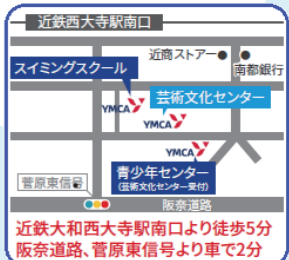 近鉄西大寺駅南口
近商ストアー
南都銀行
スイミングスクール
YMCA
芸術文化センター
YMCA
YMCA
青少年センター
(芸術文化センター受付)
菅原東信号
阪奈道路
近鉄大和西大寺駅南口より徒歩5分
阪奈道路、菅原東信号より車で2分